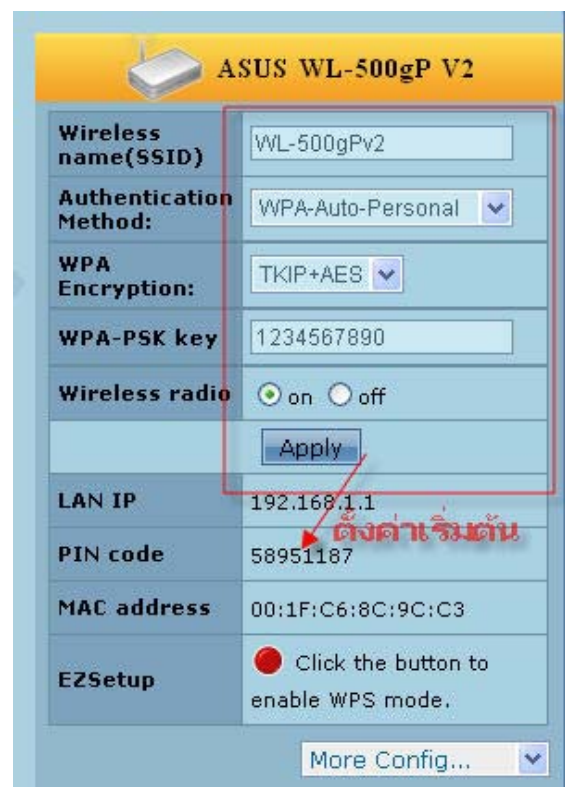 ASUS WL-500gP V2
Wireless name(SSID) WL-500gPv2
Authentication Method: WPA-Auto-Personal
WPA Encryption: TKIP+AES
WPA-PSK key 1234567890
Wireless radio on off
Apply
LAN IP 192.168.1.1
ตั้งค่าเริ่มต้น
PIN code 58951187
MAC address 00:1F:C6:8C:9C:C3
EZSetup Click the button to enable WPS mode.
More Config...